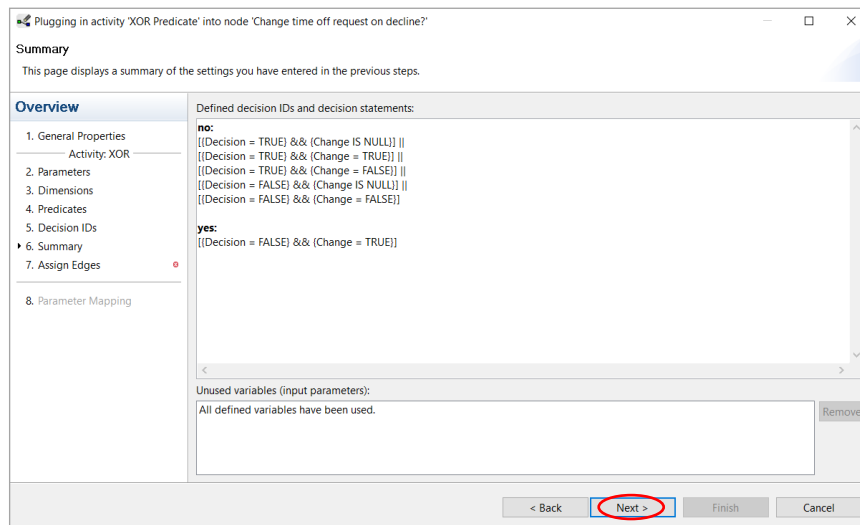 Plugging in activity 'XOR Predicate' into node 'Change time off request on decline?'
Summary
This page displays a summary of the settings you have entered in the previous steps.
Overview
1. General Properties
Activity: XOR
2. Parameters
3. Dimensions
4. Predicates
5. Decision IDs
6. Summary
7. Assign Edges
8. Parameter Mapping
Defined decision IDs and decision statements:
no:
[{Decision = TRUE} && {Change IS NULL}] ||
[{Decision = TRUE} && {Change = TRUE}] ||
[{Decision = TRUE} && {Change = FALSE}] ||
[{Decision = FALSE} && {Change IS NULL}] ||
[{Decision = FALSE} && {Change = FALSE}]
yes:
[{Decision = FALSE} && {Change = TRUE}]
Unused variables (input parameters):
All defined variables have been used.
Remove
< Back
Next >
Finish
Cancel